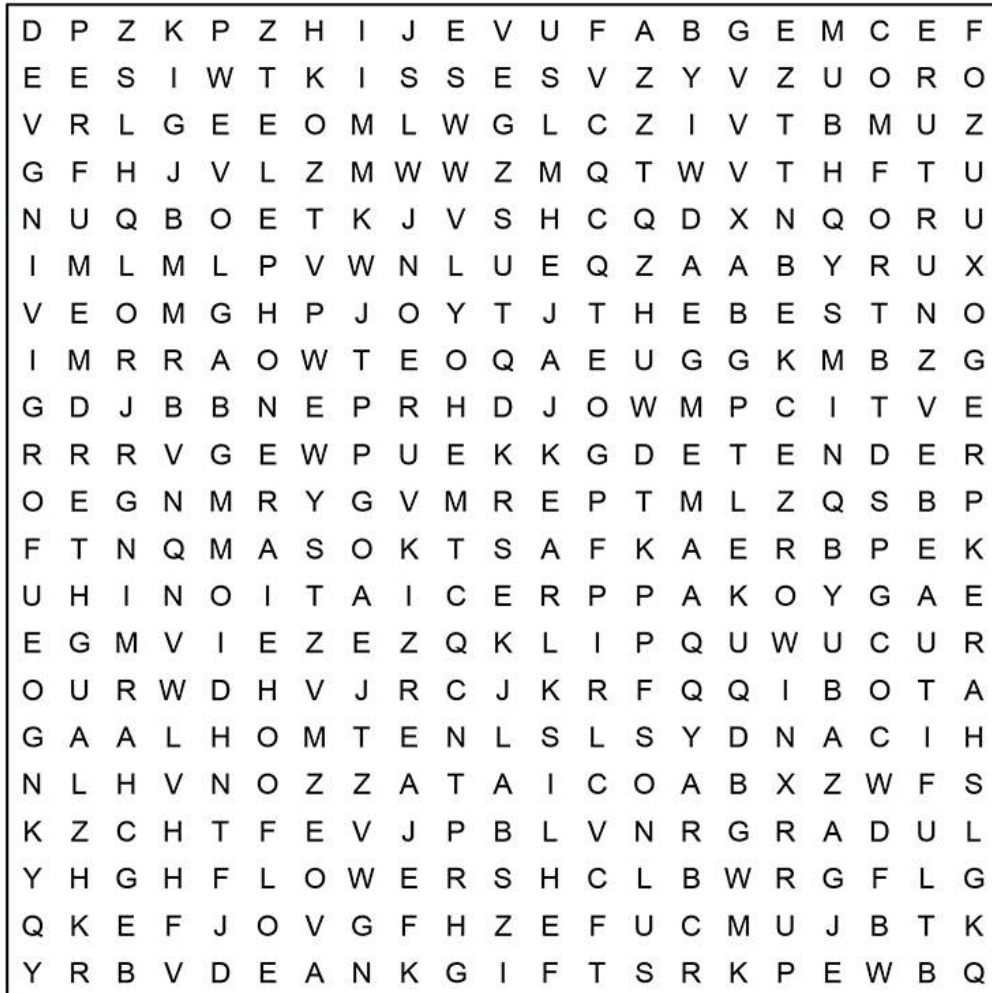 D P Z K P Z H I J E V U F A B G E M C E F
E E S I W T K I S S E S V Z Y V Z U O R O
V R L G E E O M L W G L C Z I V T B M U Z
G F H J V L Z M W W Z M Q T W V T H F T U
N U Q B O E T K J V S H C Q D X N Q O R U
I M L M L P V W N L U E Q Z A A B Y R U X
V E O M G H P J O Y T J T H E B E S T N O
I M R R A O W T E O Q A E U G G K M B Z G
G D J B B N E P R H D J O W M P C I T V E
R R R V G E W P U E K K G D E T E N D E R
O E G N M R Y G V M R E P T M L Z Q S B P
F T N Q M A S O K T S A F K A E R B P E K
U H I N O I T A I C E R P P A K O Y G A E
E G M V I E Z E Z Q K L I P Q U W U C U R
O U R W D H V J R C J K R F Q Q I B O T A
G A A L H O M T E N L S L S Y D N A C I H
N L H V N O Z Z A T A I C O A B X Z W F S
K Z C H T F E V J P B L V N R G R A D U L
Y H G H F L O W E R S H C L B W R G F L G
Q K E F J O V G F H Z E F U C M U J B T K
Y R B V D E A N K G I F T S R K P E W B Q